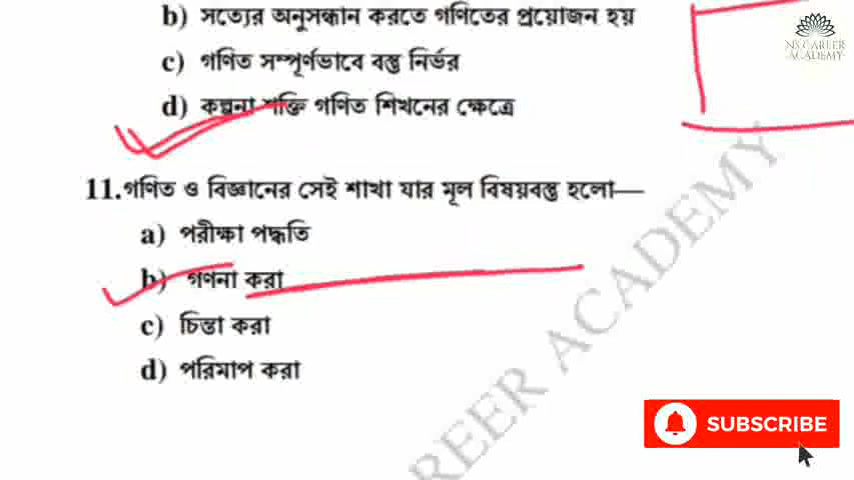 b) সত্যের অনুসন্ধান করতে গণিতের প্রয়োজন হয়
c) গণিত সম্পূর্ণভাবে বস্তু নির্ভর
d) কল্পনা শক্তি গণিত শিখনের ক্ষেত্রে
11.গণিত ও বিজ্ঞানের সেই শাখা যার মূল বিষয়বস্তু হলো—
a) পরীক্ষা পদ্ধতি
b) গণনা করা
c) চিন্তা করা
d) পরিমাপ করা
NS CAREER
ACADEMY
REER ACADEMY
SUBSCRIBE